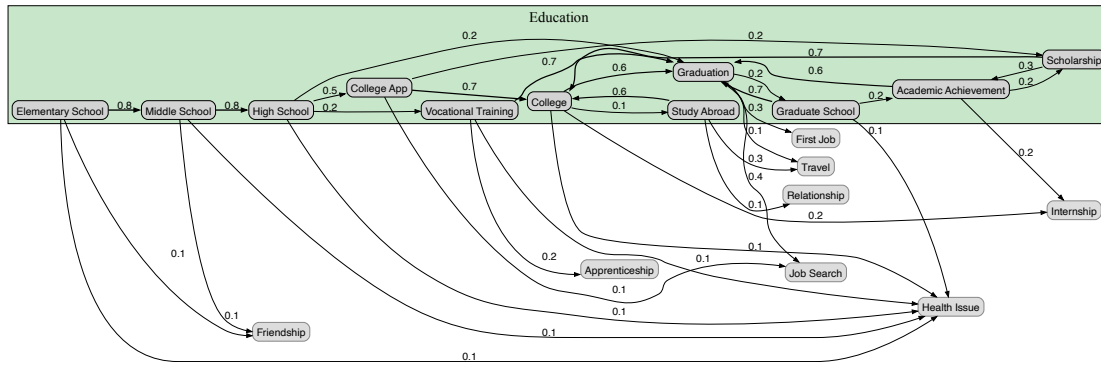 Education
0.2
0.2
0.7
Scholarship
0.7
0.6
Graduation
0.2
0.6
0.3
College App
0.7
0.5
0.6
0.7
Academic Achievement
0.2
Elementary School
0.8
Middle School
0.8
High School
0.2
Vocational Training
College
0.1
Study Abroad
0.3
Graduate School
0.2
0.1
First Job
0.1
0.3
Travel
0.2
0.4
Relationship
0.1
0.2
Internship
0.1
0.1
0.2
Apprenticeship
0.1
Job Search
0.1
Health Issue
0.1
0.1
Friendship
0.1
0.1